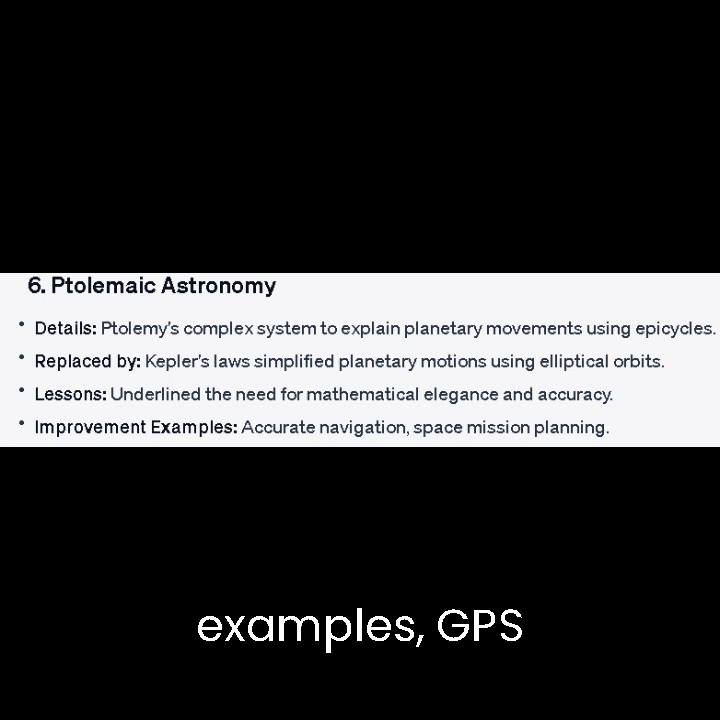 6. Ptolemaic Astronomy
• Details: Ptolemy's complex system to explain planetary movements using epicycles.
• Replaced by: Kepler's laws simplified planetary motions using elliptical orbits.
• Lessons: Underlined the need for mathematical elegance and accuracy.
• Improvement Examples: Accurate navigation, space mission planning.
examples, GPS